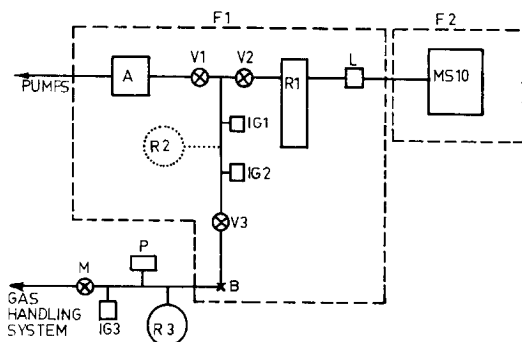 F1
F2
V1
V2
L
A
R1
MS10
PUMPS
IG1
R2
IG2
V3
P
M
B
GAS
HANDLING
SYSTEM
IG3
R3